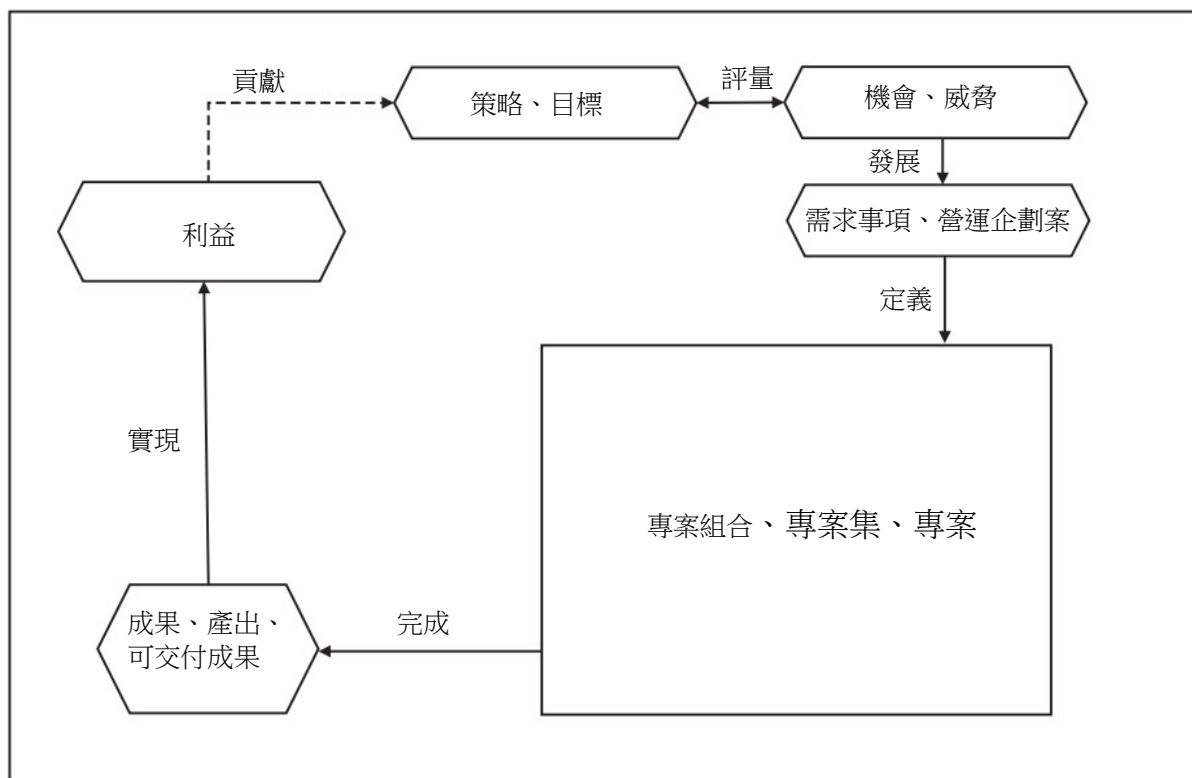 貢獻
策略、目標
評量
機會、威脅
發展
利益
需求事項、營運企劃案
定義
實現
專案組合、專案集、專案
成果、產出、
可交付成果
完成